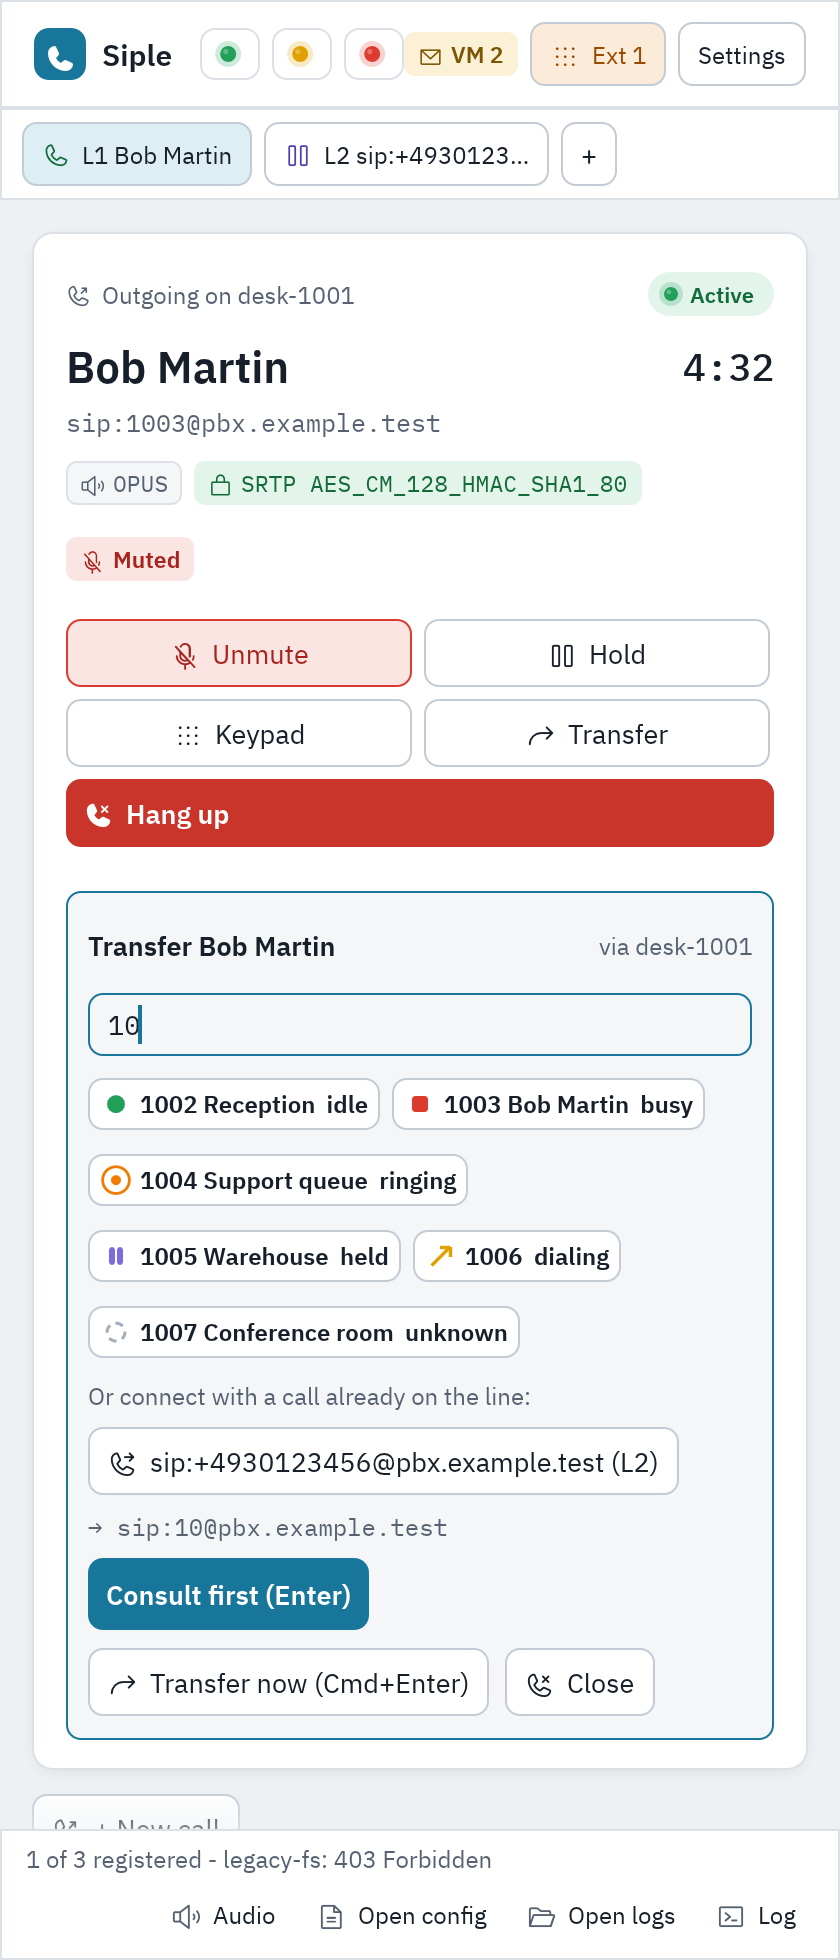 Siple VM 2 Ext 1 Settings
L1 Bob Martin L2 sip:+4930123... +
Outgoing on desk-1001 Active
Bob Martin 4:32
sip:1003@pbx.example.test
OPUS SRTP AES_CM_128_HMAC_SHA1_80
Muted
Unmute Hold
Keypad Transfer
Hang up
Transfer Bob Martin via desk-1001
10
1002 Reception idle 1003 Bob Martin busy
1004 Support queue ringing
1005 Warehouse held 1006 dialing
1007 Conference room unknown
Or connect with a call already on the line:
sip:+4930123456@pbx.example.test (L2)
→ sip:10@pbx.example.test
Consult first (Enter)
Transfer now (Cmd+Enter) Close
+ New call
1 of 3 registered - legacy-fs: 403 Forbidden
Audio Open config Open logs Log